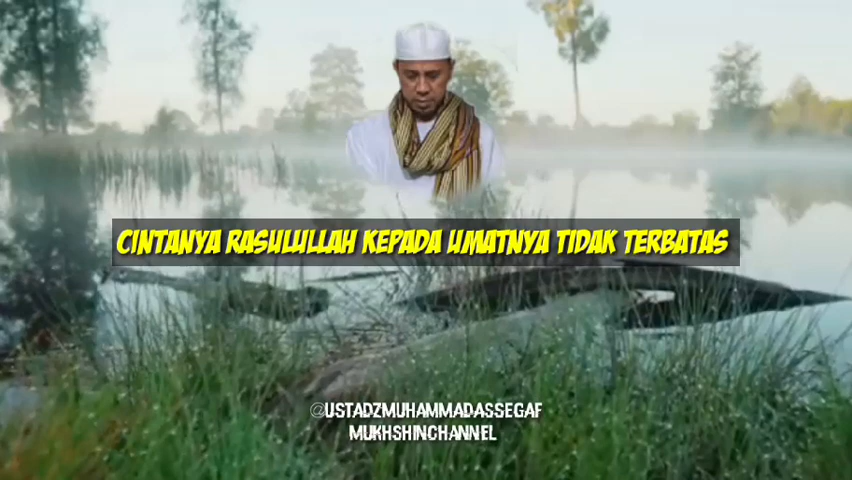 CINTANYA RASULULLAH KEPADA UMATNYA TIDAK TERBATAS
@USTADZMUHAMMADASSEGAF
MUKHSHINCHANNEL